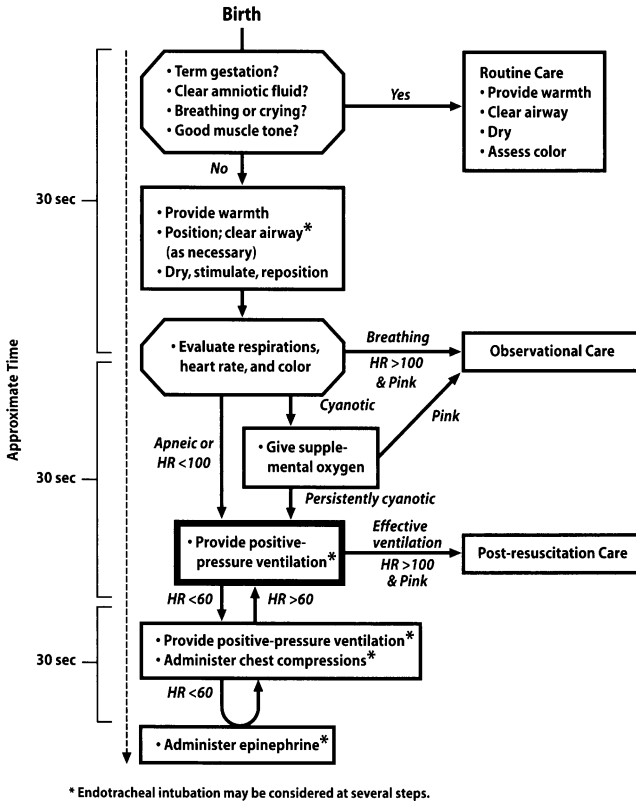 Birth
• Term gestation?
• Clear amniotic fluid?
• Breathing or crying?
• Good muscle tone?
Yes
Routine Care
• Provide warmth
• Clear airway
• Dry
• Assess color
No
30 sec
• Provide warmth
• Position; clear airway*
(as necessary)
• Dry, stimulate, reposition
• Evaluate respirations,
heart rate, and color
Breathing
HR >100
& Pink
Observational Care
Approximate Time
Cyanotic
Pink
Apneic or
HR <100
• Give supple-
mental oxygen
30 sec
Persistently cyanotic
• Provide positive-
pressure ventilation*
Effective
ventilation
HR >100
& Pink
Post-resuscitation Care
HR <60
HR >60
30 sec
• Provide positive-pressure ventilation*
• Administer chest compressions*
HR <60
• Administer epinephrine*
* Endotracheal intubation may be considered at several steps.